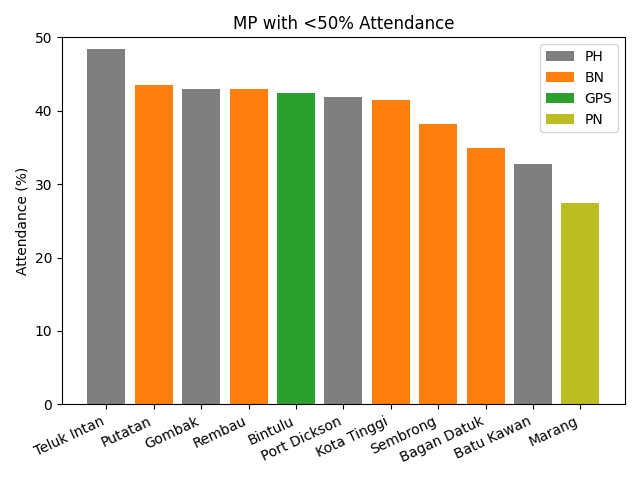 MP with <50% Attendance
PH
BN
GPS
PN
Attendance (%)
50
40
30
20
10
0
Teluk Intan
Putatan
Gombak
Rembau
Bintulu
Port Dickson
Kota Tinggi
Sembrong
Bagan Datuk
Batu Kawan
Marang